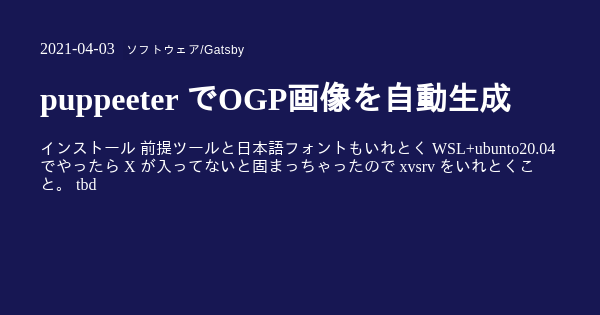 2021-04-03 ソフトウェア/Gatsby
puppeeter でOGP画像を自動生成
インストール 前提ツールと日本語フォントもいれとく WSL+ubunto20.04
でやったら X が入ってないと固まっちゃったので xvsrv をいれとくこ
と。 tbd